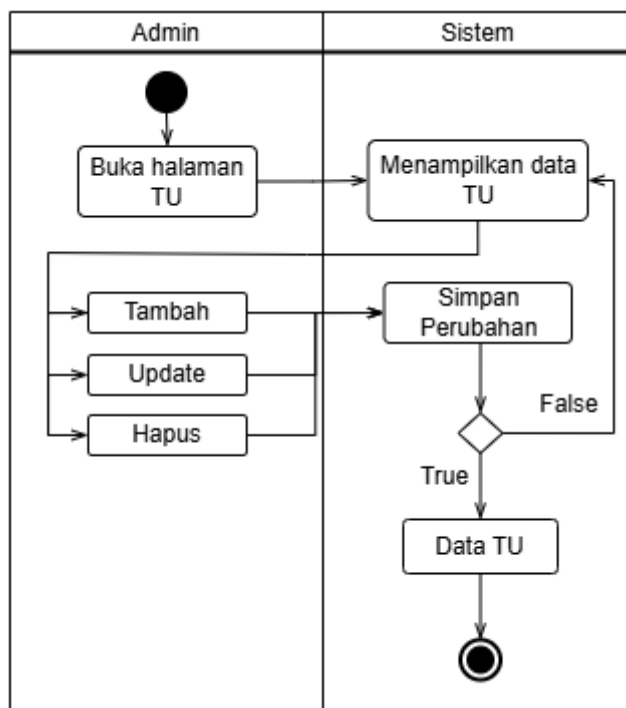 Admin
Sistem
Buka halaman
TU
Menampilkan data
TU
Tambah
Update
Hapus
Simpan
Perubahan
False
True
Data TU